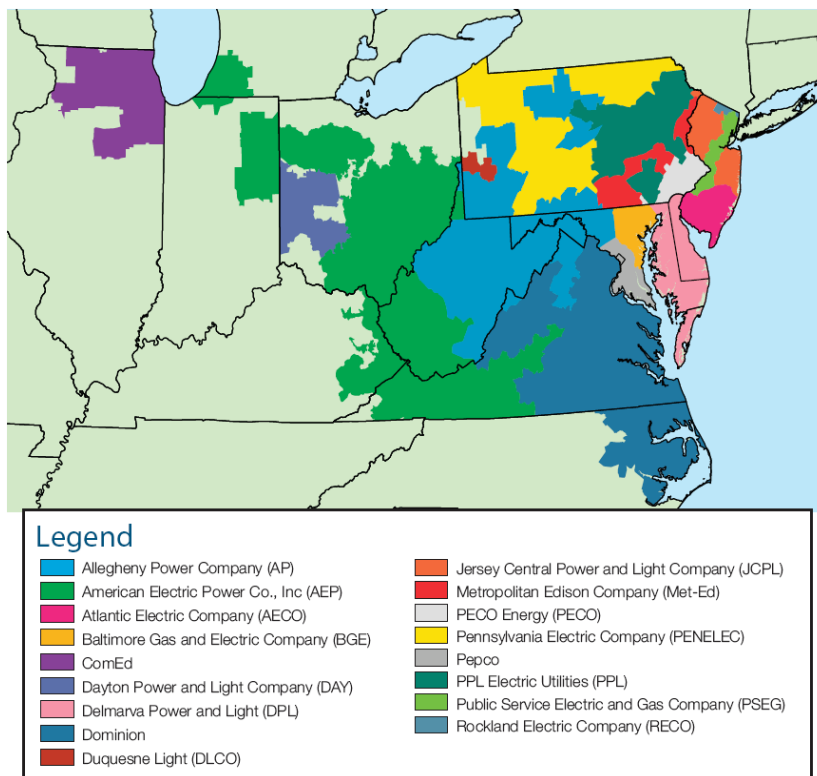 Legend
Allegheny Power Company (AP)
American Electric Power Co., Inc (AEP)
Atlantic Electric Company (AECO)
Baltimore Gas and Electric Company (BGE)
ComEd
Dayton Power and Light Company (DAY)
Delmarva Power and Light (DPL)
Dominion
Duquesne Light (DLCO)
Jersey Central Power and Light Company (JCPL)
Metropolitan Edison Company (Met-Ed)
PECO Energy (PECO)
Pennsylvania Electric Company (PENELEC)
Pepco
PPL Electric Utilities (PPL)
Public Service Electric and Gas Company (PSEG)
Rockland Electric Company (RECO)